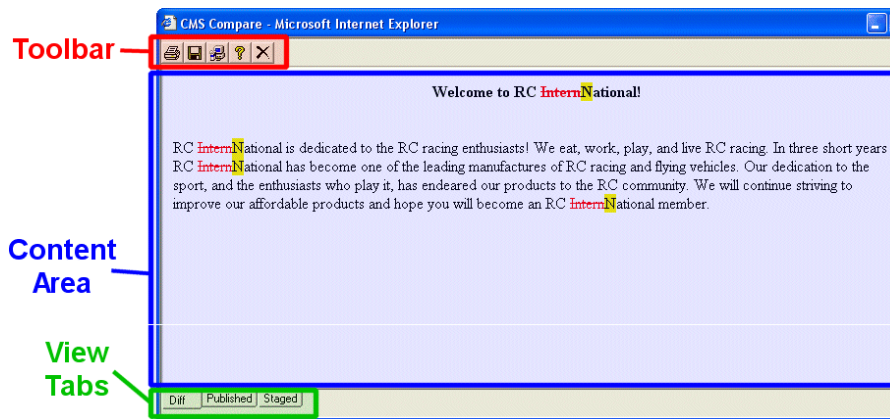 CMS Compare - Microsoft Internet Explorer
Toolbar
Welcome to RC InternNational!
RC InternNational is dedicated to the RC racing enthusiasts! We eat, work, play, and live RC racing. In three short years
RC InternNational has become one of the leading manufactures of RC racing and flying vehicles. Our dedication to the
sport, and the enthusiasts who play it, has endeared our products to the RC community. We will continue striving to
improve our affordable products and hope you will become an RC InternNational member.
Content
Area
View
Tabs
Diff Published Staged